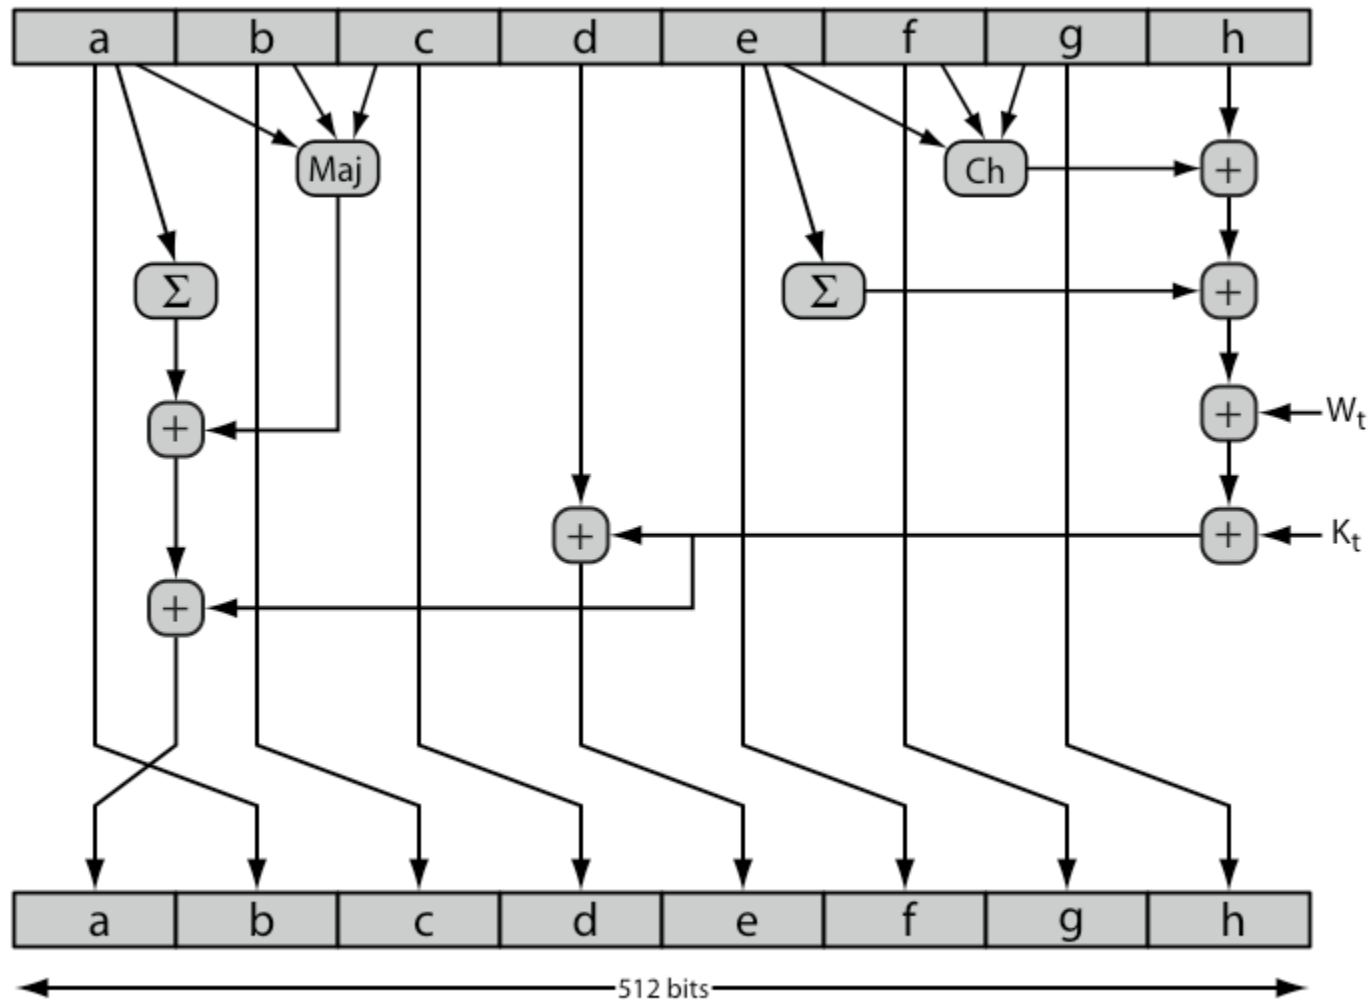 a b c d e f g h
Maj Ch +
Σ Σ +
+ + Wt
+ + Kt
+
a b c d e f g h
512 bits